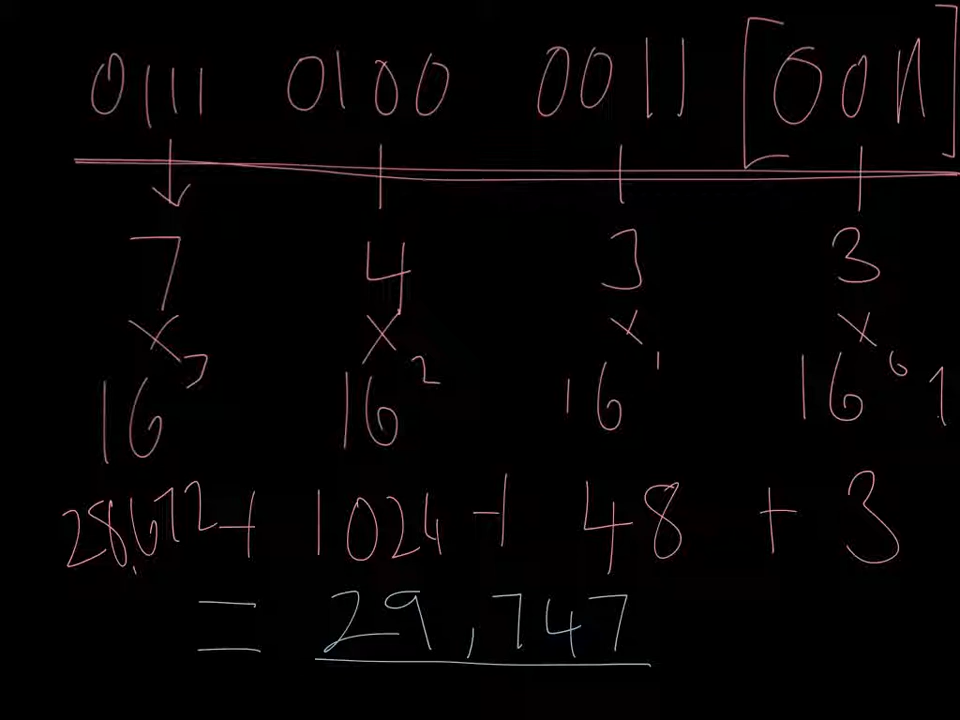 0111 0100 0011 [0011]
7 4 3 3
× × × ×
16³ 16² 16¹ 16⁰ 1
28,672 + 1024 + 48 + 3
= 29,747